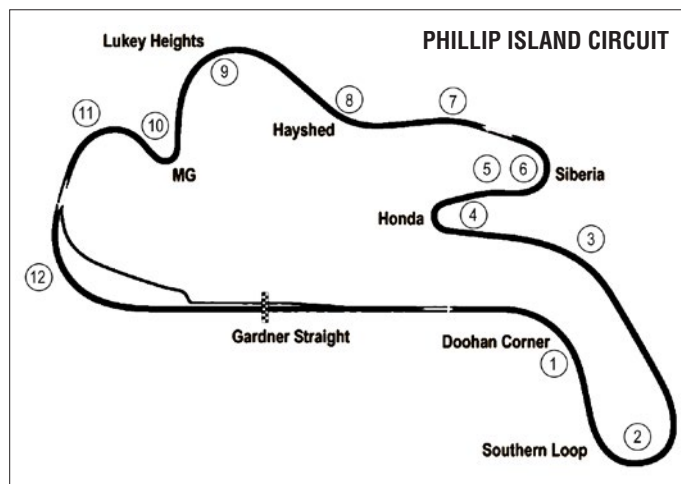 PHILLIP ISLAND CIRCUIT
Lukey Heights
9
8
7
11
10
Hayshed
MG
5
6
Siberia
Honda
4
3
12
Gardner Straight
Doohan Corner
1
2
Southern Loop